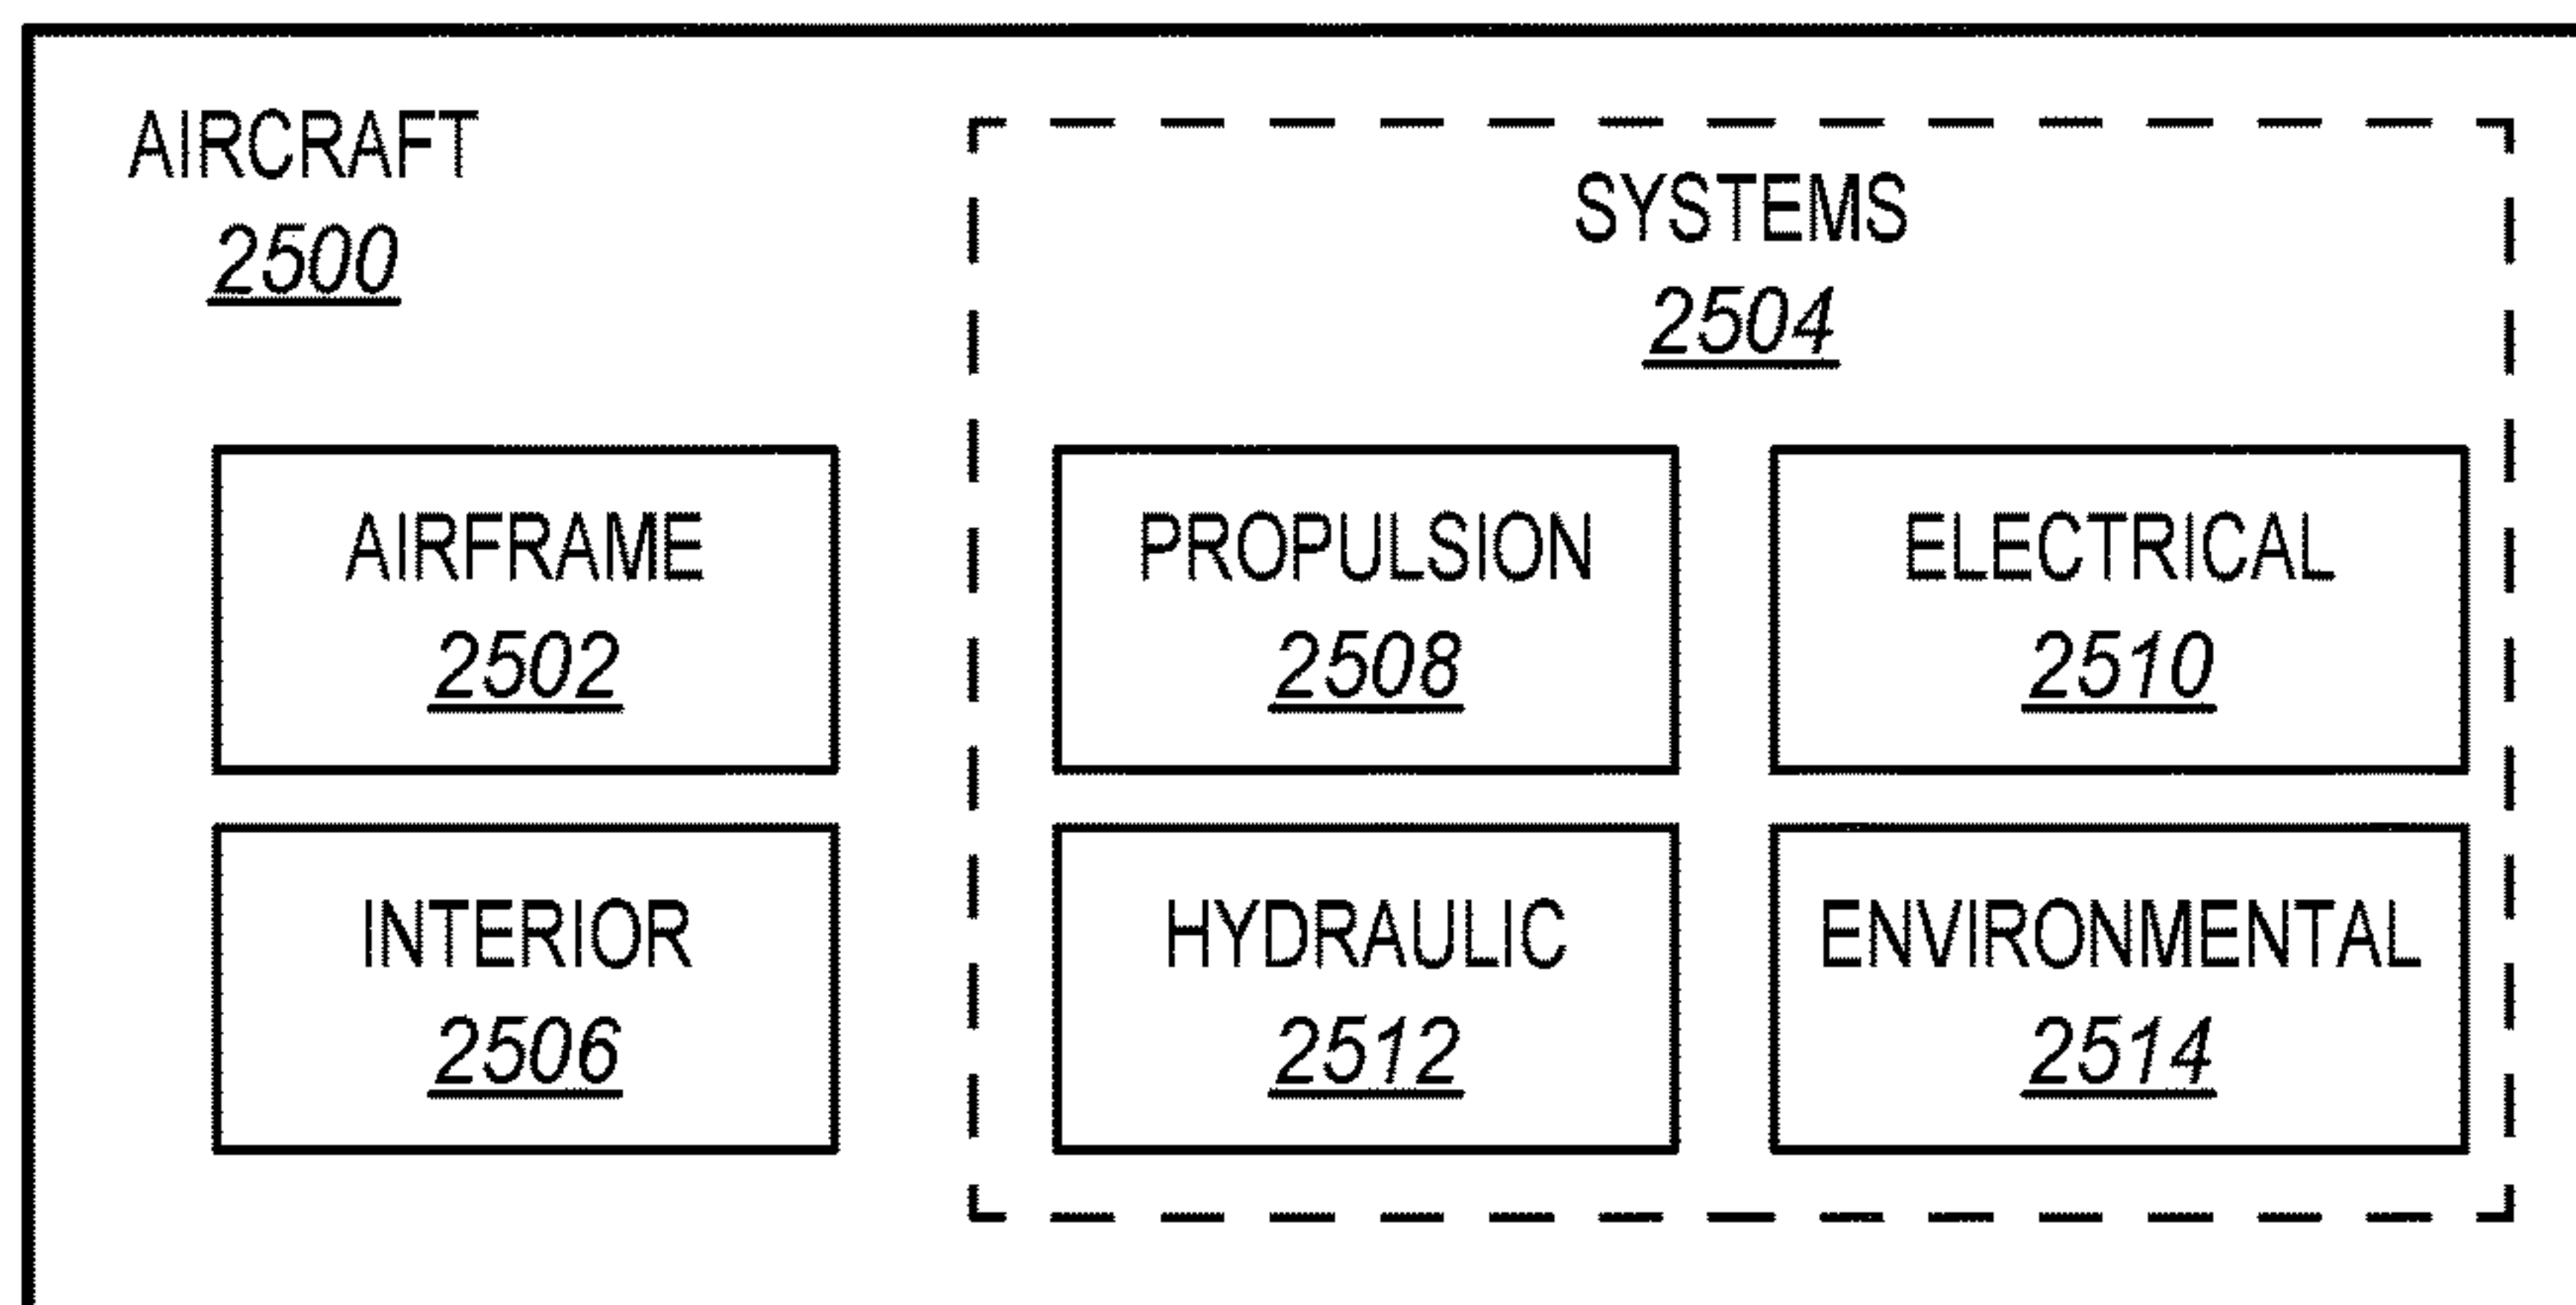 AIRCRAFT
2500
SYSTEMS
2504
AIRFRAME
2502
PROPULSION
2508
ELECTRICAL
2510
INTERIOR
2506
HYDRAULIC
2512
ENVIRONMENTAL
2514